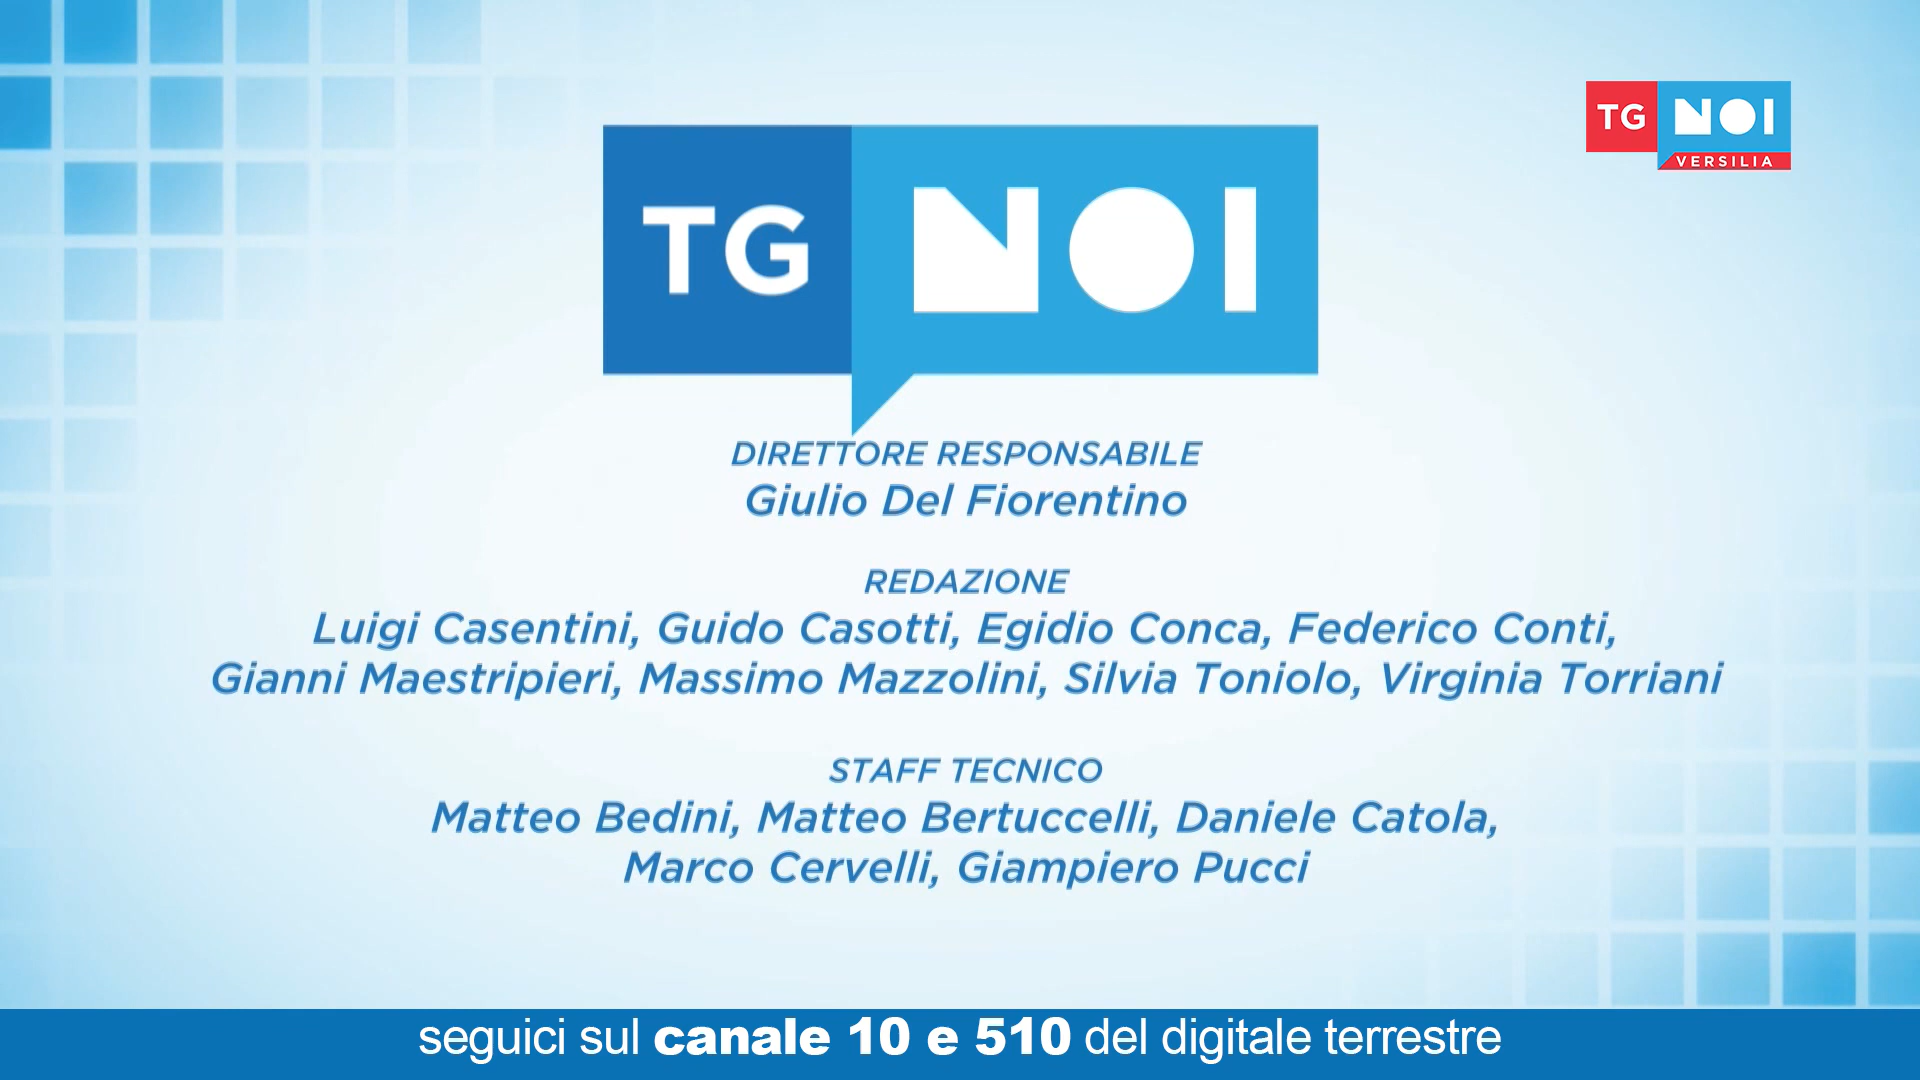 TG NOI
VERSILIA
TG NOI
DIRETTORE RESPONSABILE
Giulio Del Fiorentino
REDAZIONE
Luigi Casentini, Guido Casotti, Egidio Conca, Federico Conti,
Gianni Maestripieri, Massimo Mazzolini, Silvia Toniolo, Virginia Torriani
STAFF TECNICO
Matteo Bedini, Matteo Bertuccelli, Daniele Catola,
Marco Cervelli, Giampiero Pucci
seguici sul canale 10 e 510 del digitale terrestre